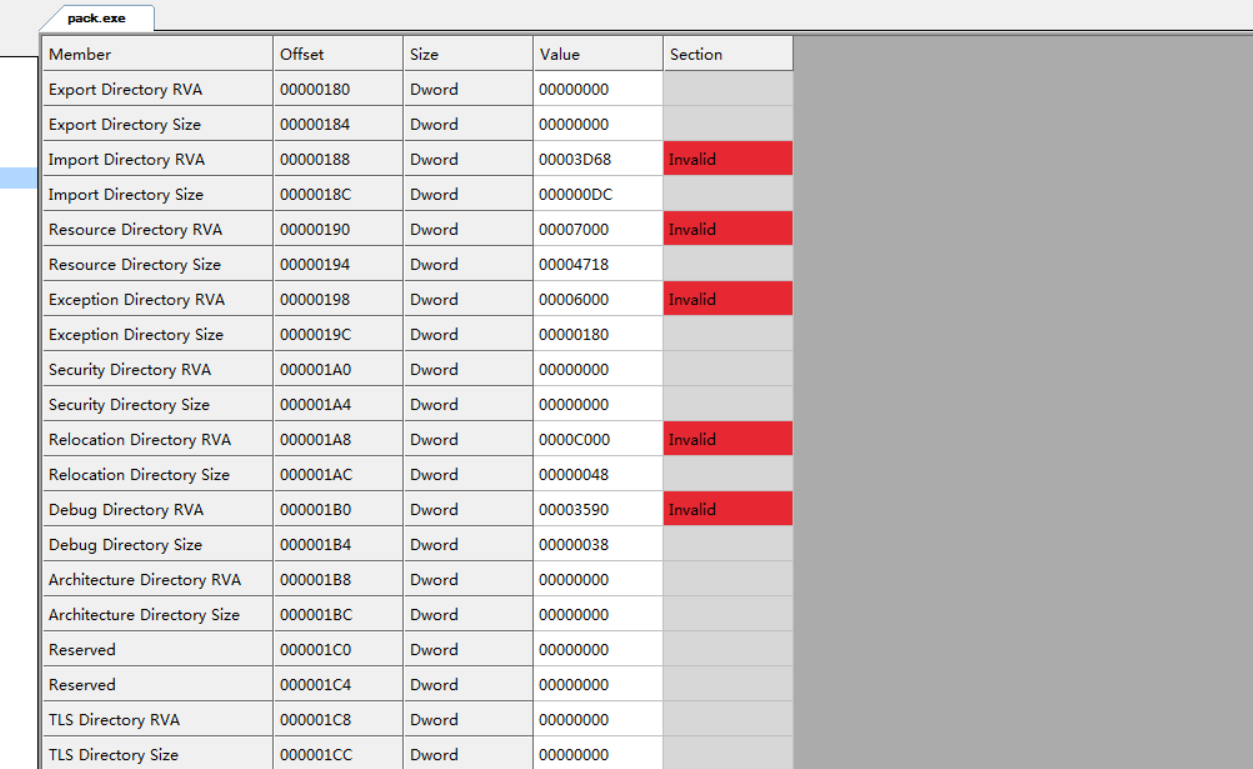 pack.exe
Member Offset Size Value Section
Export Directory RVA 00000180 Dword 00000000
Export Directory Size 00000184 Dword 00000000
Import Directory RVA 00000188 Dword 00003D68 Invalid
Import Directory Size 0000018C Dword 000000DC
Resource Directory RVA 00000190 Dword 00007000 Invalid
Resource Directory Size 00000194 Dword 00004718
Exception Directory RVA 00000198 Dword 00006000 Invalid
Exception Directory Size 0000019C Dword 00000180
Security Directory RVA 000001A0 Dword 00000000
Security Directory Size 000001A4 Dword 00000000
Relocation Directory RVA 000001A8 Dword 0000C000 Invalid
Relocation Directory Size 000001AC Dword 00000048
Debug Directory RVA 000001B0 Dword 00003590 Invalid
Debug Directory Size 000001B4 Dword 00000038
Architecture Directory RVA 000001B8 Dword 00000000
Architecture Directory Size 000001BC Dword 00000000
Reserved 000001C0 Dword 00000000
Reserved 000001C4 Dword 00000000
TLS Directory RVA 000001C8 Dword 00000000
TLS Directory Size 000001CC Dword 00000000